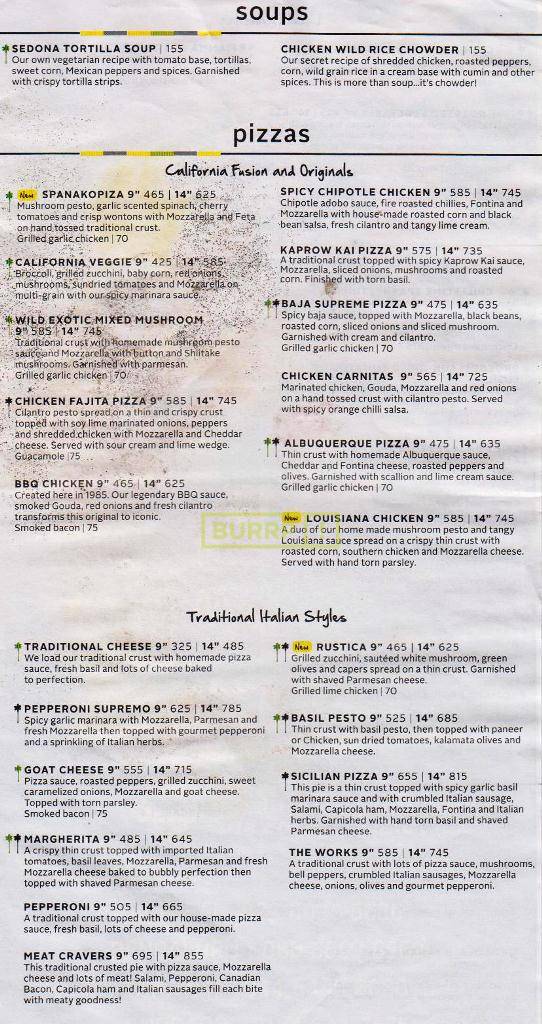 soups
SEDONA TORTILLA SOUP | 155
Our own vegetarian recipe with tomato base, tortillas,
sweet corn, Mexican peppers and spices. Garnished
with crispy tortilla strips.
CHICKEN WILD RICE CHOWDER | 155
Our secret recipe of shredded chicken, roasted peppers,
corn, wild grain rice in a cream base with cumin and other
spices. This is more than soup...it's chowder!
pizzas
California Fusion and Originals
New SPANAKOPIZA 9" 465 | 14" 625
Mushroom pesto, garlic scented spinach, cherry
tomatoes and crisp wontons with Mozzarella and Feta
on hand tossed traditional crust.
Grilled garlic chicken | 70
CALIFORNIA VEGGIE 9" 425 | 14" 585
Broccoli, grilled zucchini, baby corn, red onions,
mushrooms, sundried tomatoes and Mozzarella on
multi-grain with our spicy marinara sauce.
WILD EXOTIC MIXED MUSHROOM
9" 585 | 14" 745
Traditional crust with homemade mushroom pesto
sauce and Mozzarella with button and Shiitake
mushrooms. Garnished with parmesan.
Grilled garlic chicken | 70
CHICKEN FAJITA PIZZA 9" 585 | 14" 745
Cilantro pesto spread on a thin and crispy crust
topped with soy lime marinated onions, peppers
and shredded chicken with Mozzarella and Cheddar
cheese. Served with sour cream and lime wedge.
Guacamole | 75
BBQ CHICKEN 9" 465 | 14" 625
Created here in 1985. Our legendary BBQ sauce,
smoked Gouda, red onions and fresh cilantro
transforms this original to iconic.
Smoked bacon | 75
SPICY CHIPOTLE CHICKEN 9" 585 | 14" 745
Chipotle adobo sauce, fire roasted chillies, Fontina and
Mozzarella with house-made roasted corn and black
bean salsa, fresh cilantro and tangy lime cream.
KAPROW KAI PIZZA 9" 575 | 14" 735
A traditional crust topped with spicy Kaprow Kai sauce,
Mozzarella, sliced onions, mushrooms and roasted
corn. Finished with torn basil.
BAJA SUPREME PIZZA 9" 475 | 14" 635
Spicy baja sauce, topped with Mozzarella, black beans,
roasted corn, sliced onions and sliced mushroom.
Garnished with cream and cilantro.
Grilled garlic chicken | 70
CHICKEN CARNITAS 9" 565 | 14" 725
Marinated chicken, Gouda, Mozzarella and red onions
on a hand tossed crust with cilantro pesto. Served
with spicy orange chilli salsa.
ALBUQUERQUE PIZZA 9" 475 | 14" 635
Thin crust with homemade Albuquerque sauce,
Cheddar and Fontina cheese, roasted peppers and
olives. Garnished with scallion and lime cream sauce.
Grilled garlic chicken | 70
New LOUISIANA CHICKEN 9" 585 | 14" 745
A duo of our home made mushroom pesto and tangy
Louisiana sauce spread on a crispy thin crust with
roasted corn, southern chicken and Mozzarella cheese.
Served with hand torn parsley.
Traditional Italian Styles
TRADITIONAL CHEESE 9" 325 | 14" 485
We load our traditional crust with homemade pizza
sauce, fresh basil and lots of cheese baked
to perfection.
PEPPERONI SUPREMO 9" 625 | 14" 785
Spicy garlic marinara with Mozzarella, Parmesan and
fresh Mozzarella then topped with gourmet pepperoni
and a sprinkling of Italian herbs.
GOAT CHEESE 9" 555 | 14" 715
Pizza sauce, roasted peppers, grilled zucchini, sweet
caramelized onions, Mozzarella and goat cheese.
Topped with torn parsley.
Smoked bacon | 75
MARGHERITA 9" 485 | 14" 645
A crispy thin crust topped with imported Italian
tomatoes, basil leaves, Mozzarella, Parmesan and fresh
Mozzarella cheese baked to bubbly perfection then
topped with shaved Parmesan cheese.
PEPPERONI 9" 505 | 14" 665
A traditional crust topped with our house-made pizza
sauce, fresh basil, lots of cheese and pepperoni.
MEAT CRAVERS 9" 695 | 14" 855
This traditional crusted pie with pizza sauce, Mozzarella
cheese and lots of meat! Salami, Pepperoni, Canadian
Bacon, Capicola ham and Italian sausages fill each bite
with meaty goodness!
New RUSTICA 9" 465 | 14" 625
Grilled zucchini, sautéed white mushroom, green
olives and capers spread on a thin crust. Garnished
with shaved Parmesan cheese.
Grilled lime chicken | 70
BASIL PESTO 9" 525 | 14" 685
Thin crust with basil pesto, then topped with paneer
or Chicken, sun dried tomatoes, kalamata olives and
Mozzarella cheese.
SICILIAN PIZZA 9" 655 | 14" 815
This pie is a thin crust topped with spicy garlic basil
marinara sauce and with crumbled Italian sausage,
Salami, Capicola ham, Mozzarella, Fontina and Italian
herbs. Garnished with hand torn basil and shaved
Parmesan cheese.
THE WORKS 9" 585 | 14" 745
A traditional crust with lots of pizza sauce, mushrooms,
bell peppers, crumbled Italian sausages, Mozzarella
cheese, onions, olives and gourmet pepperoni.